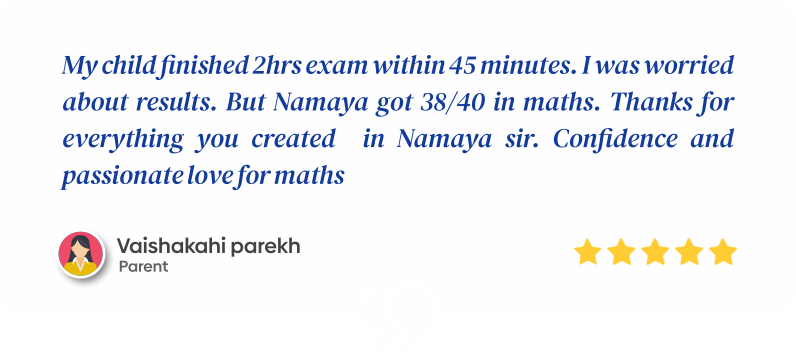 My child finished 2hrs exam within 45 minutes. I was worried
about results. But Namaya got 38/40 in maths. Thanks for
everything you created in Namaya sir. Confidence and
passionate love for maths
Vaishakahi parekh
Parent